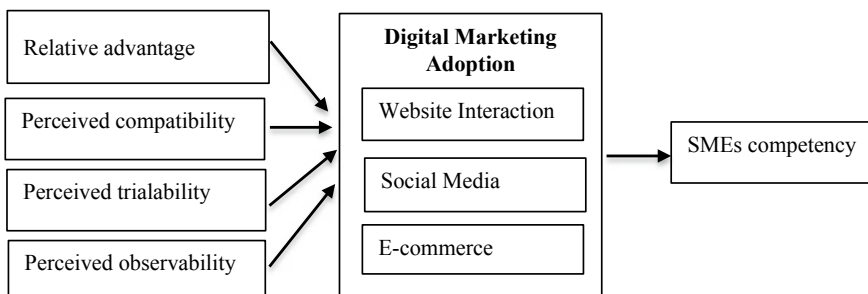 Relative advantage
Perceived compatibility
Perceived trialability
Perceived observability
Digital Marketing
Adoption
Website Interaction
Social Media
E-commerce
SMEs competency